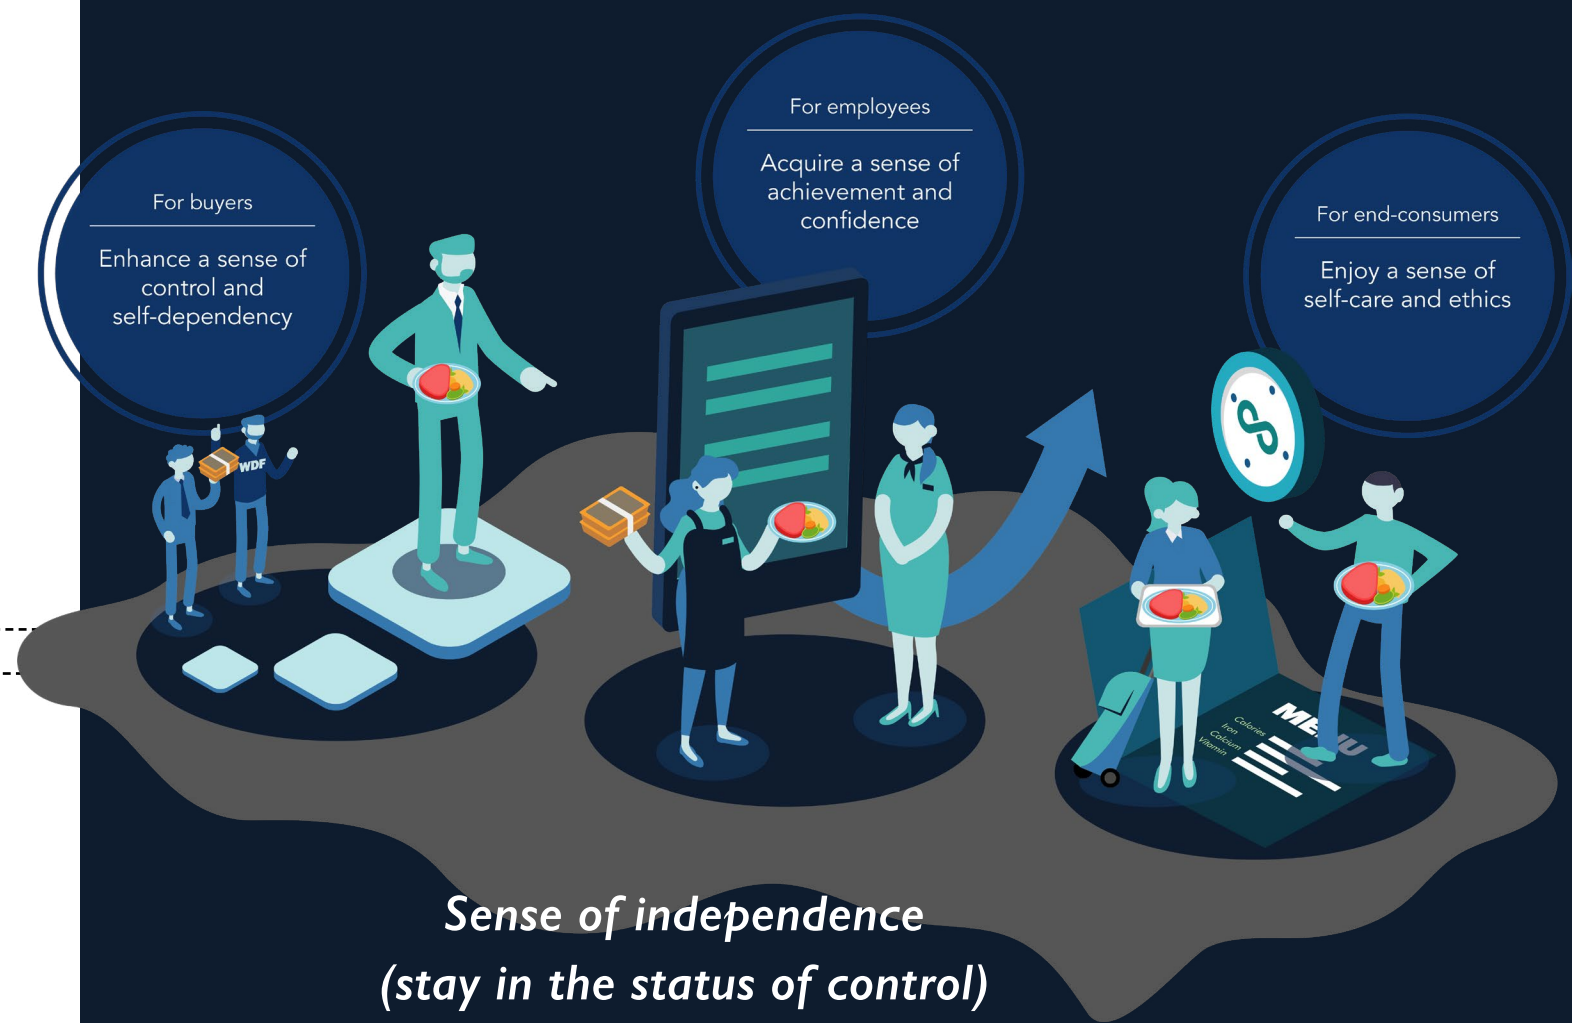 For employees
Acquire a sense of
achievement and
confidence
For buyers
Enhance a sense of
control and
self-dependency
For end-consumers
Enjoy a sense of
self-care and ethics
WDF
MENU
Calories
Iron
Calcium
Vitamin
Sense of independence
(stay in the status of control)